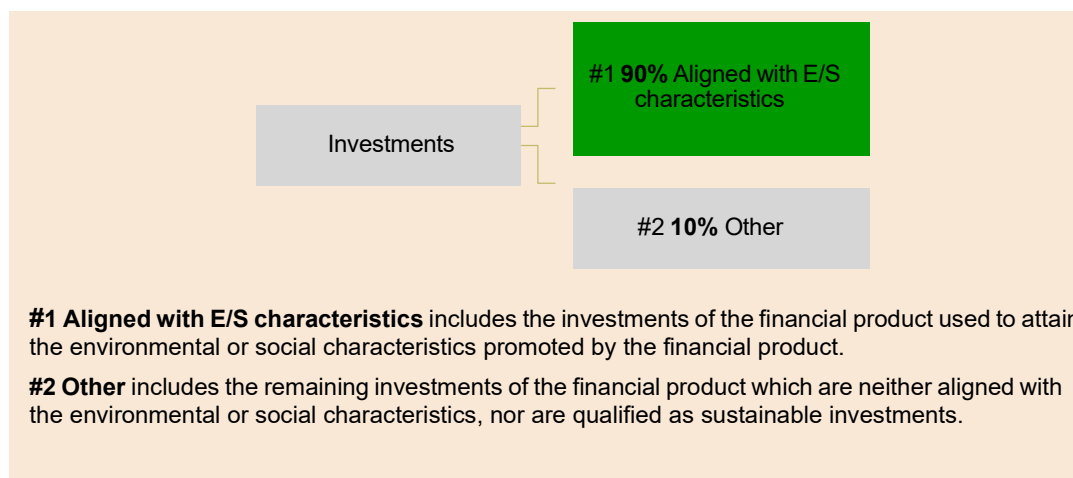 #1 90% Aligned with E/S
characteristics
Investments
#2 10% Other
#1 Aligned with E/S characteristics includes the investments of the financial product used to attain
the environmental or social characteristics promoted by the financial product.
#2 Other includes the remaining investments of the financial product which are neither aligned with
the environmental or social characteristics, nor are qualified as sustainable investments.